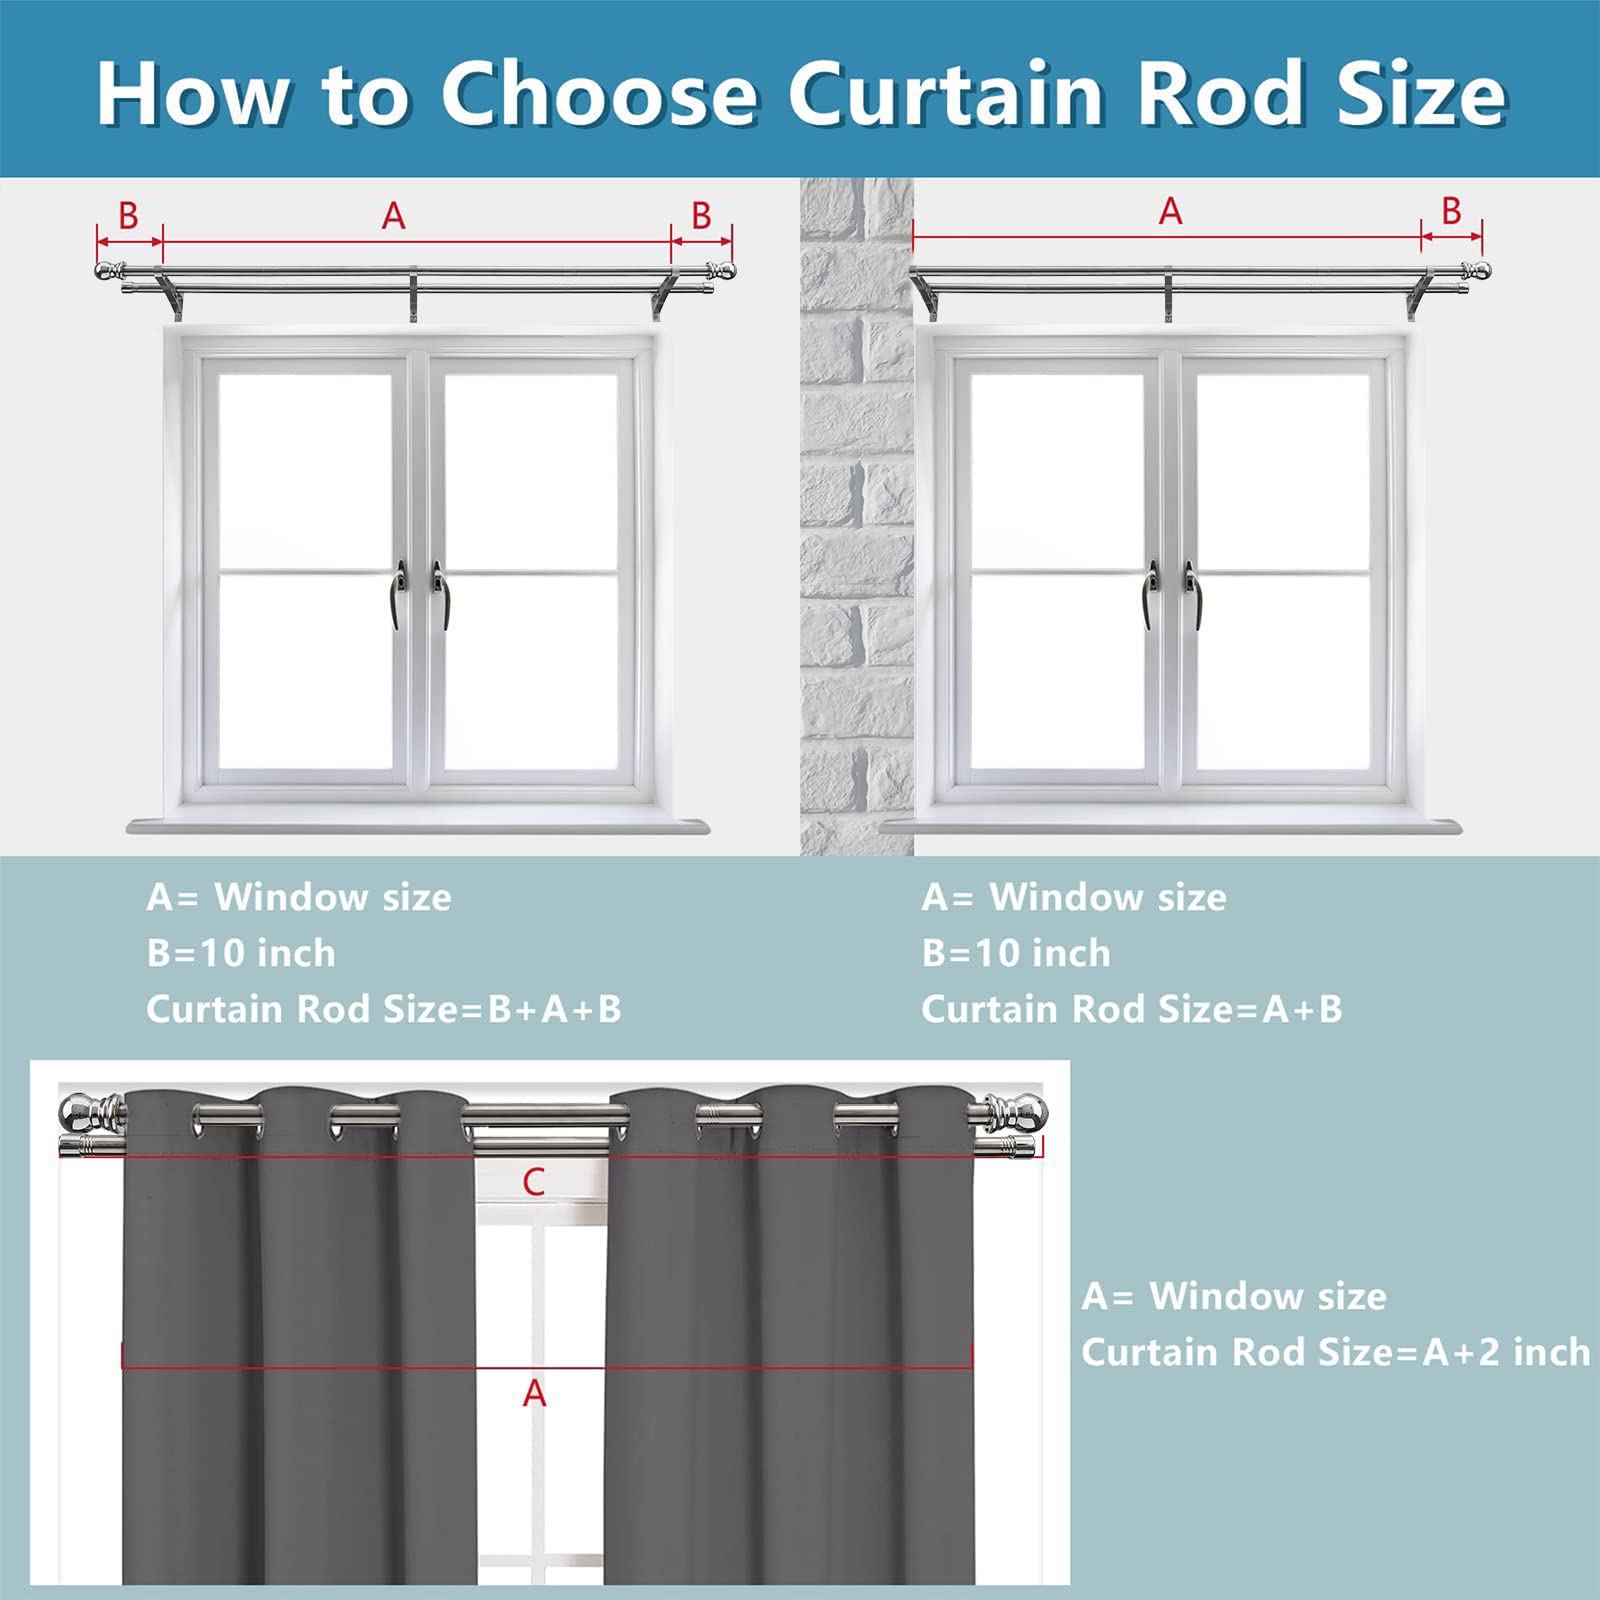 How to Choose Curtain Rod Size
B A B
A B
A= Window size
B=10 inch
Curtain Rod Size=B+A+B
A= Window size
B=10 inch
Curtain Rod Size=A+B
C
A
A= Window size
Curtain Rod Size=A+2 inch